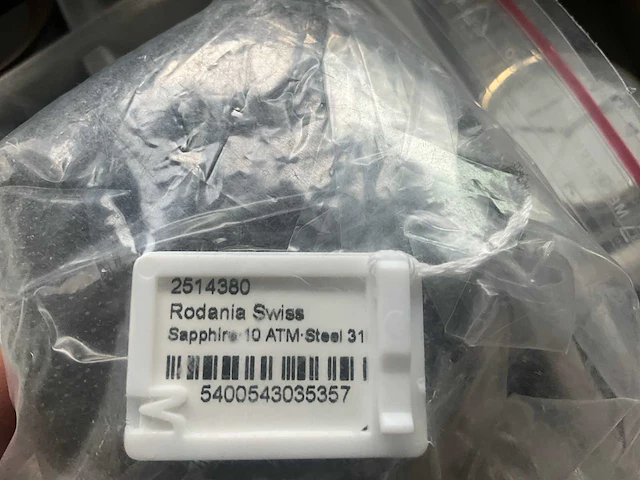 2514380
Rodania Swiss
Sapphire·10 ATM·Steel 31
5400543035357
M